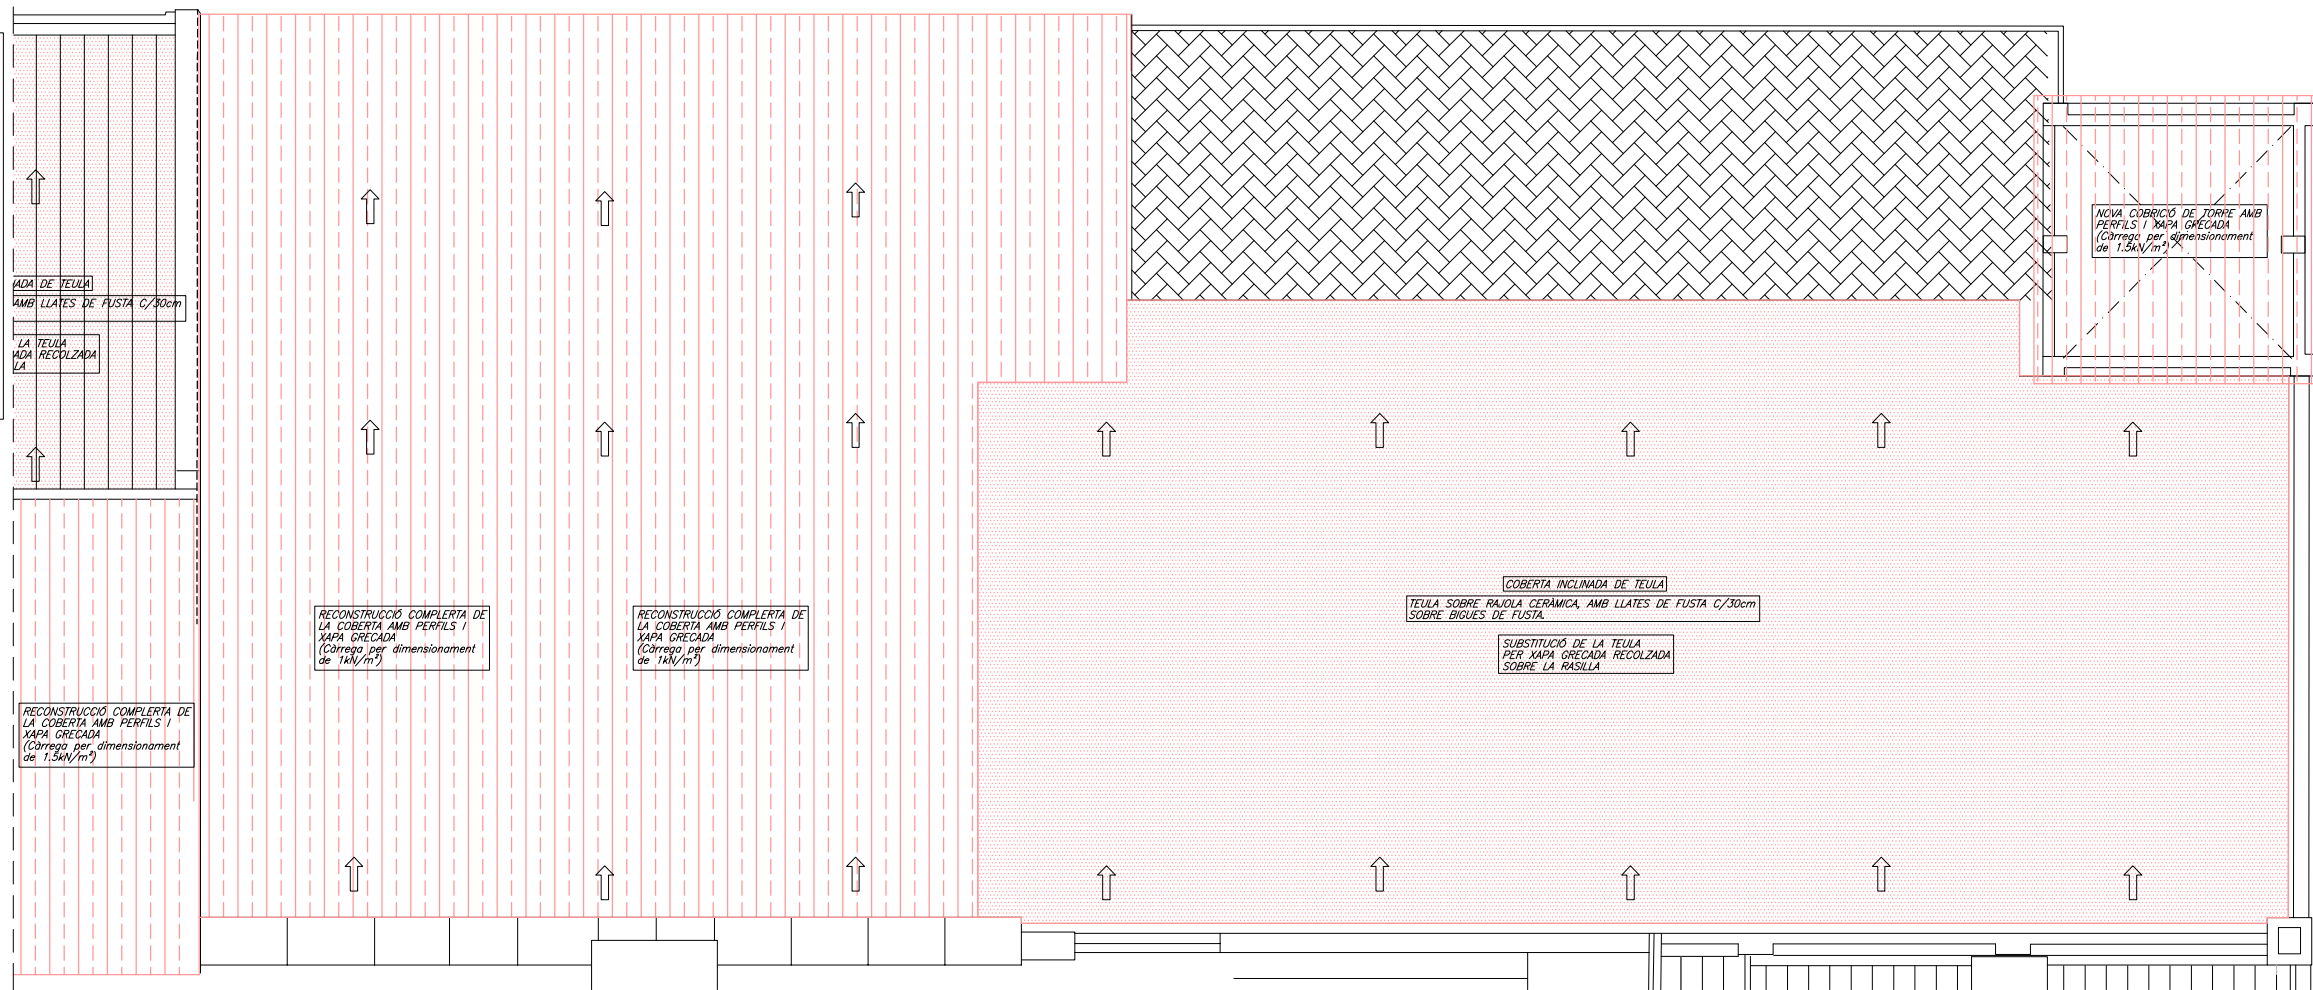 ADA DE TEULA
AMB LLATES DE FUSTA C/30cm
LA TEULA
ADA RECOLZADA
LA
RECONSTRUCCIÓ COMPLERTA DE
LA COBERTA AMB PERFILS I
XAPA GRECADA
(Càrrega per dimensionament
de 1.5kN/m²)
RECONSTRUCCIÓ COMPLERTA DE
LA COBERTA AMB PERFILS I
XAPA GRECADA
(Càrrega per dimensionament
de 1kN/m²)
RECONSTRUCCIÓ COMPLERTA DE
LA COBERTA AMB PERFILS I
XAPA GRECADA
(Càrrega per dimensionament
de 1kN/m²)
COBERTA INCLINADA DE TEULA
TEULA SOBRE RAJOLA CERÀMICA, AMB LLATES DE FUSTA C/30cm
SOBRE BIGUES DE FUSTA.
SUBSTITUCIÓ DE LA TEULA
PER XAPA GRECADA RECOLZADA
SOBRE LA RASILLA
NOVA COBRICIÓ DE TORRE AMB
PERFILS I XAPA GRECADA
(Càrrega per dimensionament
de 1.5kN/m²)